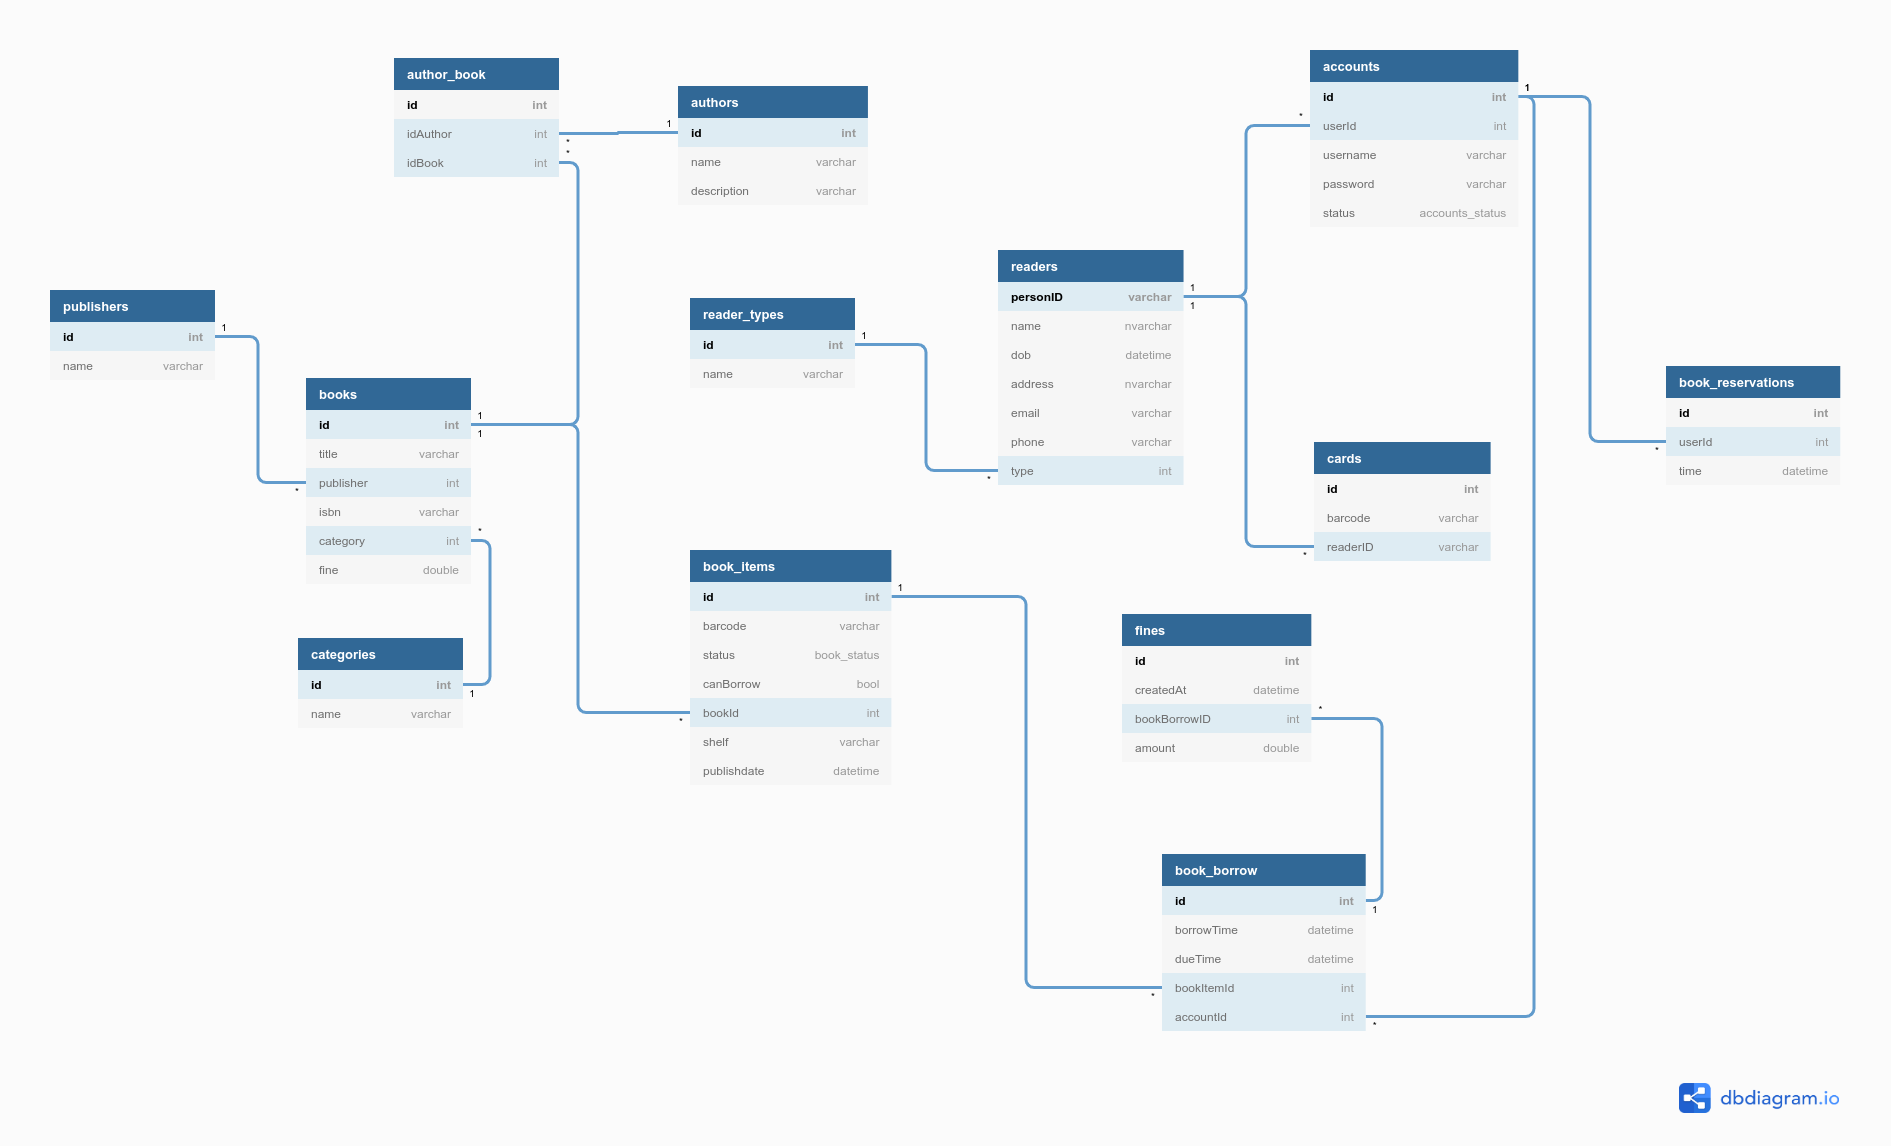 author_book
id int
idAuthor int
idBook int
*
*
1
authors
id int
name varchar
description varchar
accounts
id int
userId int
username varchar
password varchar
status accounts_status
1
*
readers
personID varchar
name nvarchar
dob datetime
address nvarchar
email varchar
phone varchar
type int
1
1
*
publishers
id int
name varchar
1
reader_types
id int
name varchar
1
books
id int
title varchar
publisher int
isbn varchar
category int
fine double
1
1
*
*
book_reservations
id int
userId int
time datetime
*
cards
id int
barcode varchar
readerID varchar
*
book_items
id int
barcode varchar
status book_status
canBorrow bool
bookId int
shelf varchar
publishdate datetime
1
*
categories
id int
name varchar
1
fines
id int
createdAt datetime
bookBorrowID int
amount double
*
book_borrow
id int
borrowTime datetime
dueTime datetime
bookItemId int
accountId int
1
*
*
dbdiagram.io